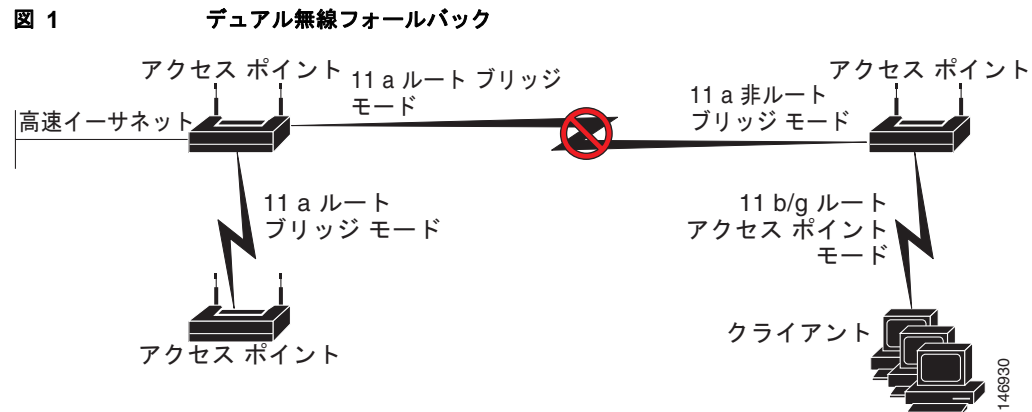 図 1 デュアル無線フォールバック
アクセス ポイント
11 a ルート ブリッジ
モード
アクセス ポイント
11 a 非ルート
ブリッジ モード
高速イーサネット
11 a ルート
ブリッジ モード
11 b/g ルート
アクセス ポイント
モード
アクセス ポイント
クライアント
146930